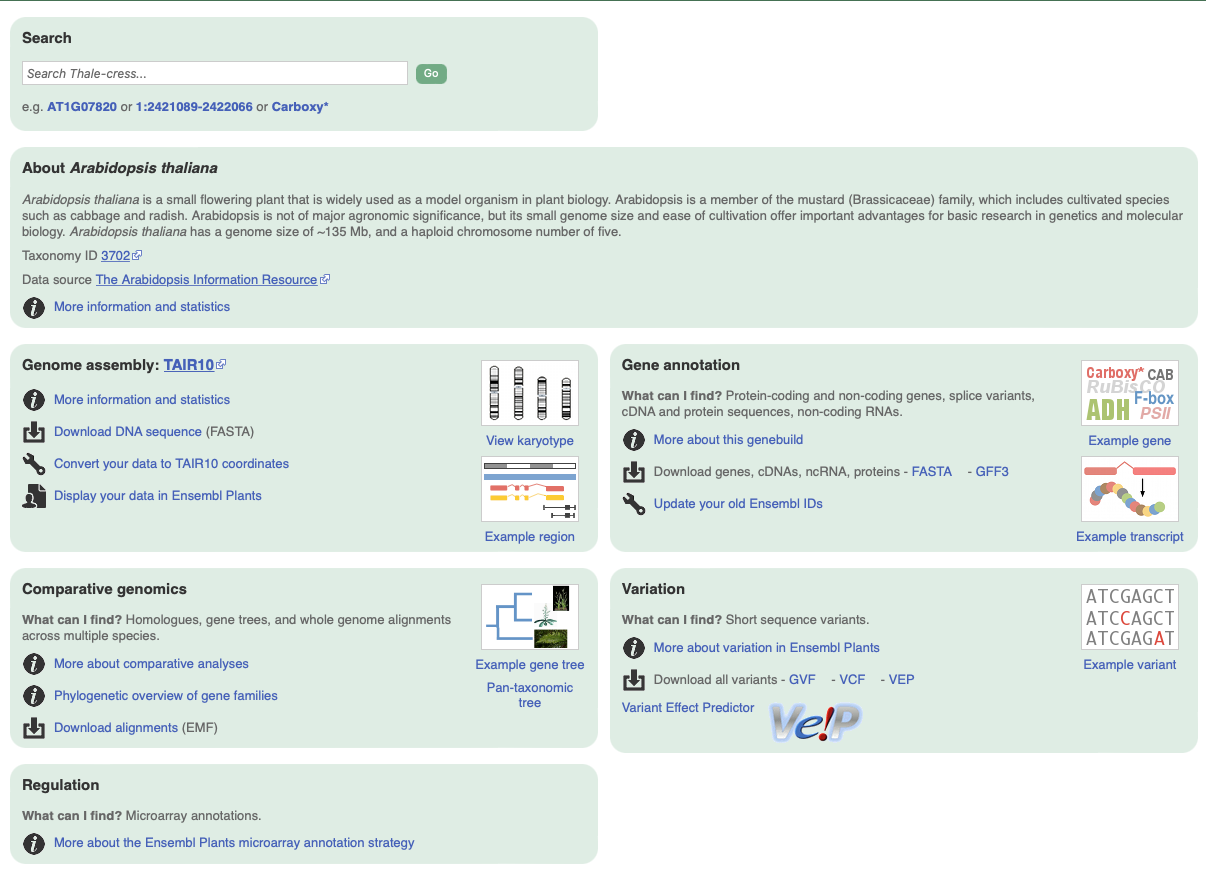 Search
Search Thale-cress...
Go
e.g. AT1G07820 or 1:2421089-2422066 or Carboxy*
About Arabidopsis thaliana
Arabidopsis thaliana is a small flowering plant that is widely used as a model organism in plant biology. Arabidopsis is a member of the mustard (Brassicaceae) family, which includes cultivated species
such as cabbage and radish. Arabidopsis is not of major agronomic significance, but its small genome size and ease of cultivation offer important advantages for basic research in genetics and molecular
biology. Arabidopsis thaliana has a genome size of ~135 Mb, and a haploid chromosome number of five.
Taxonomy ID 3702
Data source The Arabidopsis Information Resource
More information and statistics
Genome assembly: TAIR10
More information and statistics
Download DNA sequence (FASTA)
Convert your data to TAIR10 coordinates
Display your data in Ensembl Plants
View karyotype
Example region
Gene annotation
What can I find? Protein-coding and non-coding genes, splice variants,
cDNA and protein sequences, non-coding RNAs.
More about this genebuild
Download genes, cDNAs, ncRNA, proteins - FASTA - GFF3
Update your old Ensembl IDs
Carboxy* CAB
RuBisCO
ADH F-box
PSII
Example gene
Example transcript
Comparative genomics
What can I find? Homologues, gene trees, and whole genome alignments
across multiple species.
More about comparative analyses
Phylogenetic overview of gene families
Download alignments (EMF)
Example gene tree
Pan-taxonomic
tree
Variation
What can I find? Short sequence variants.
More about variation in Ensembl Plants
Download all variants - GVF - VCF - VEP
Variant Effect Predictor
Ve!P
ATCGAGCT
ATCCAGCT
ATCGAGAT
Example variant
Regulation
What can I find? Microarray annotations.
More about the Ensembl Plants microarray annotation strategy